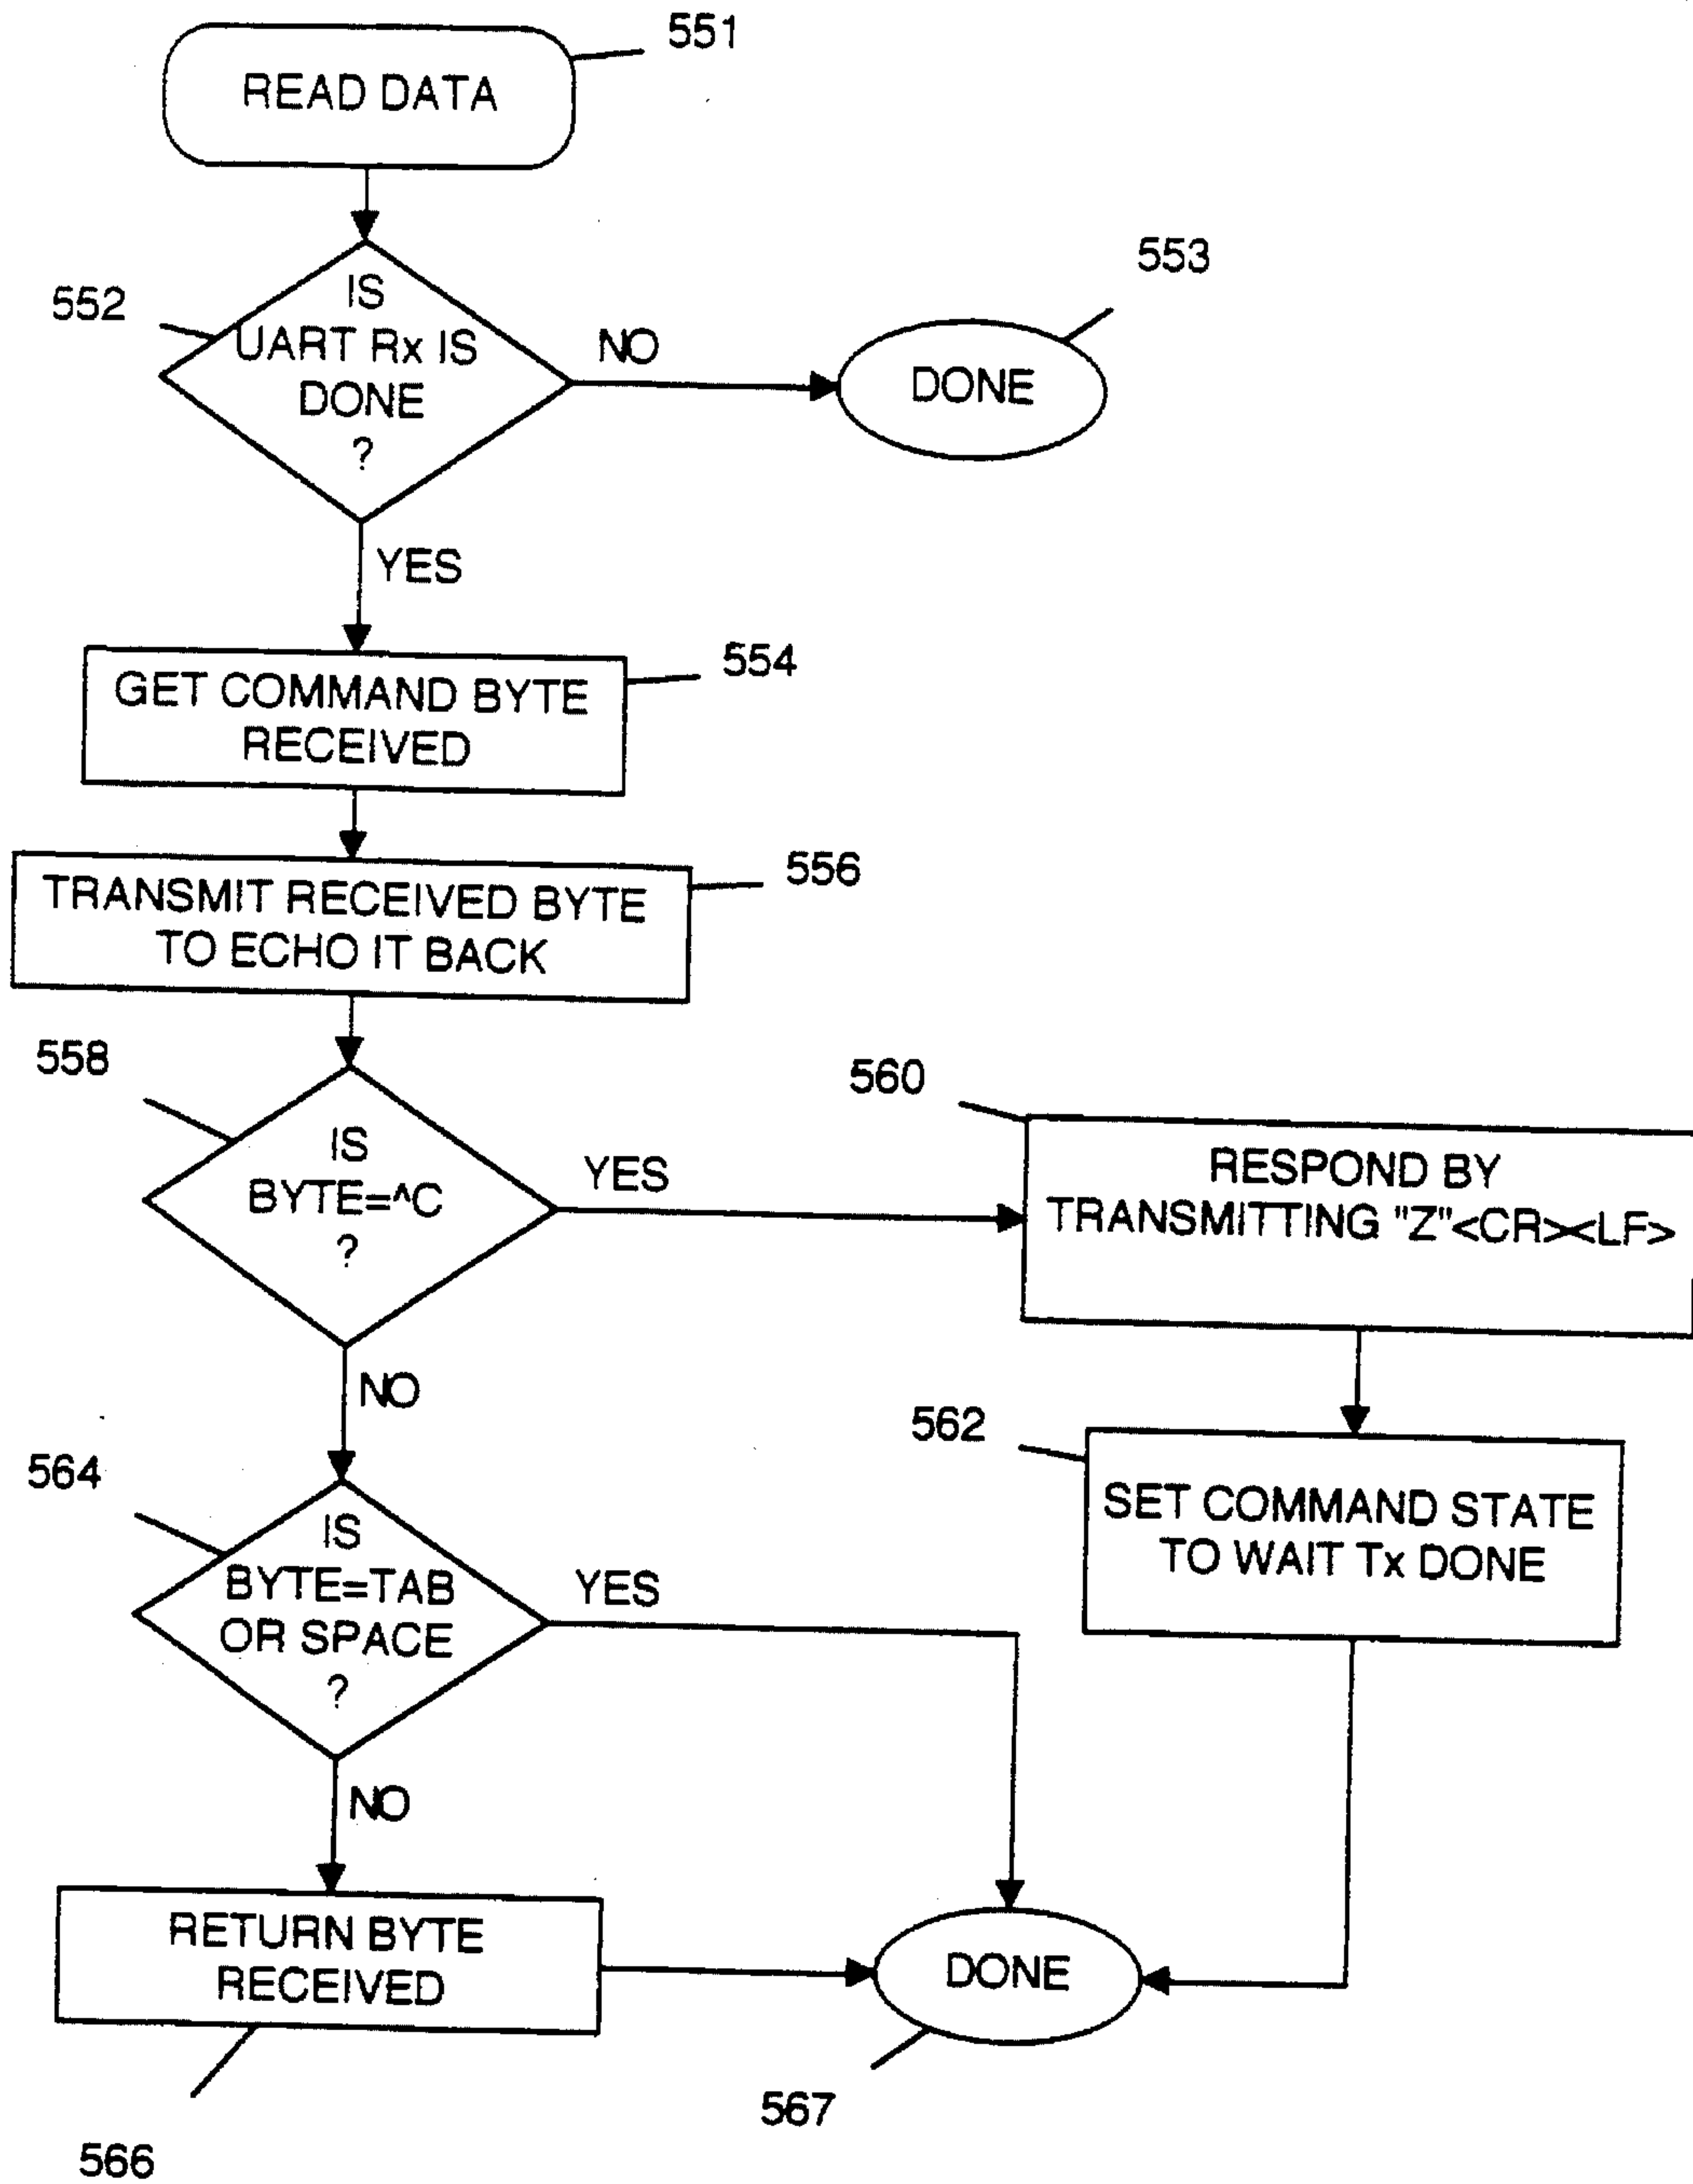 551
READ DATA
553
552
IS
UART Rx IS
DONE
?
NO
DONE
YES
554
GET COMMAND BYTE
RECEIVED
556
TRANSMIT RECEIVED BYTE
TO ECHO IT BACK
558
IS
BYTE=^C
?
YES
560
RESPOND BY
TRANSMITTING "Z"<CR><LF>
NO
562
SET COMMAND STATE
TO WAIT Tx DONE
564
IS
BYTE=TAB
OR SPACE
?
YES
NO
RETURN BYTE
RECEIVED
DONE
567
566